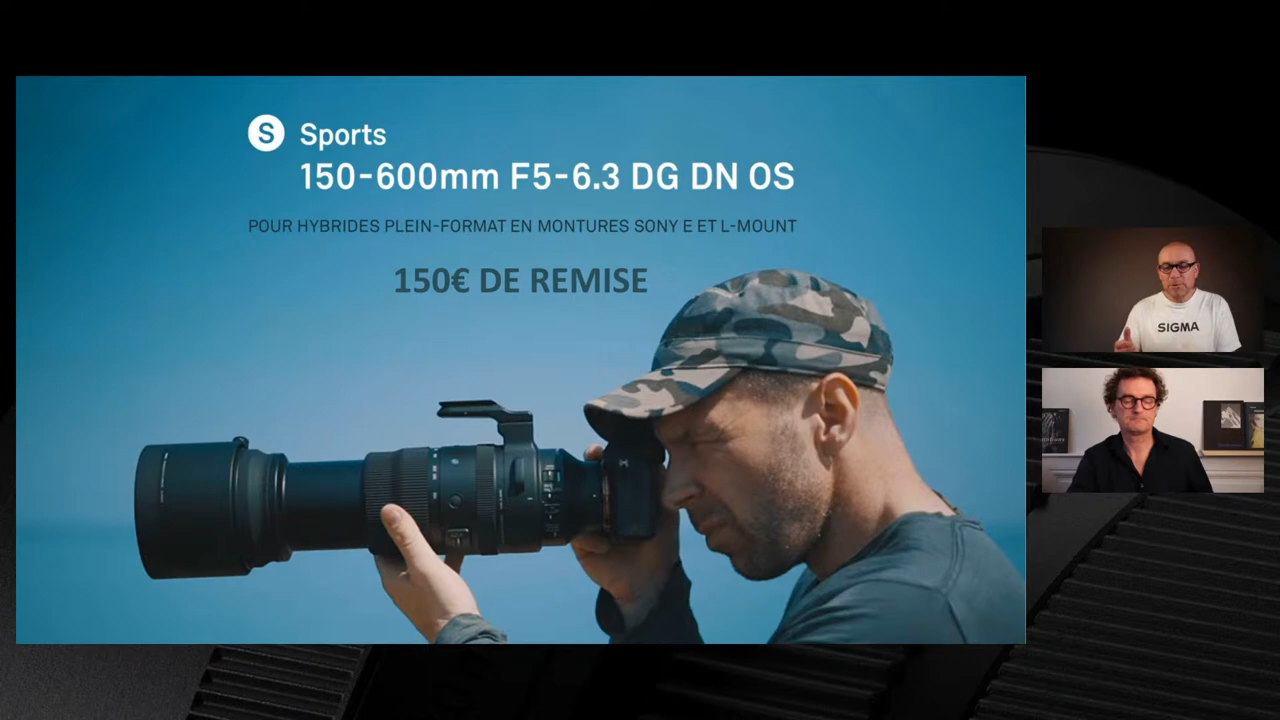 S Sports
150-600mm F5-6.3 DG DN OS
POUR HYBRIDES PLEIN-FORMAT EN MONTURES SONY E ET L-MOUNT
150€ DE REMISE
SIGMA